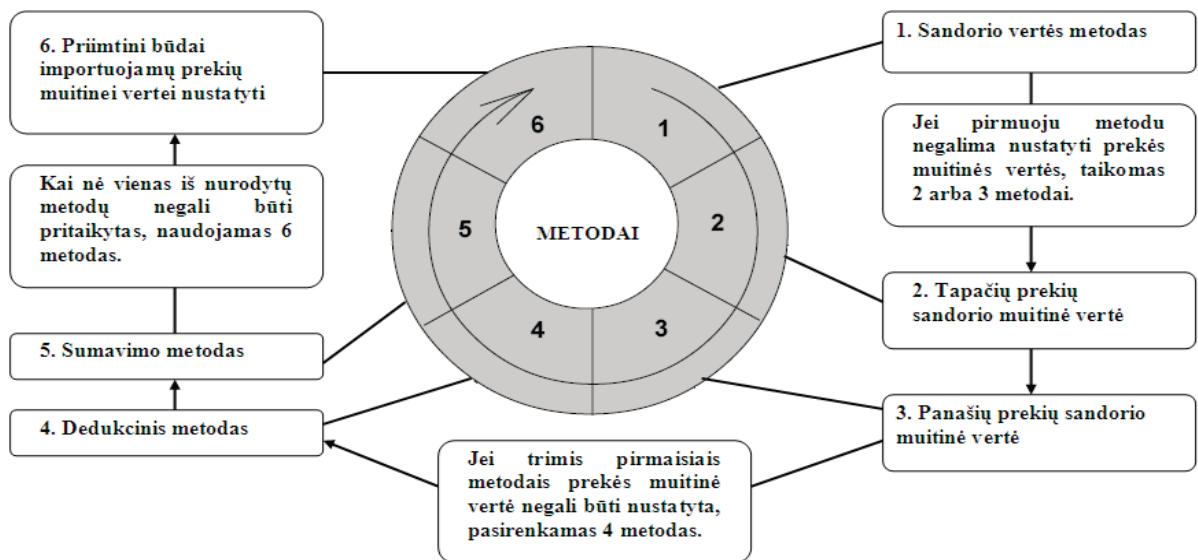 1. Sandorio vertės metodas
Jei pirmuoju metodu
negalima nustatyti prekės
muitinės vertės, taikomas
2 arba 3 metodai.
2. Tapačių prekių
sandorio muitinė vertė
3. Panašių prekių sandorio
muitinė vertė
Jei trimis pirmaisiais
metodais prekės muitinė
vertė negali būti nustatyta,
pasirenkamas 4 metodas.
4. Dedukcinis metodas
5. Sumavimo metodas
Kai nė vienas iš nurodytų
metodų negali būti
pritaikytas, naudojamas 6
metodas.
6. Priimtini būdai
importuojamų prekių
muitinei vertei nustatyti
METODAI
1
2
3
4
5
6